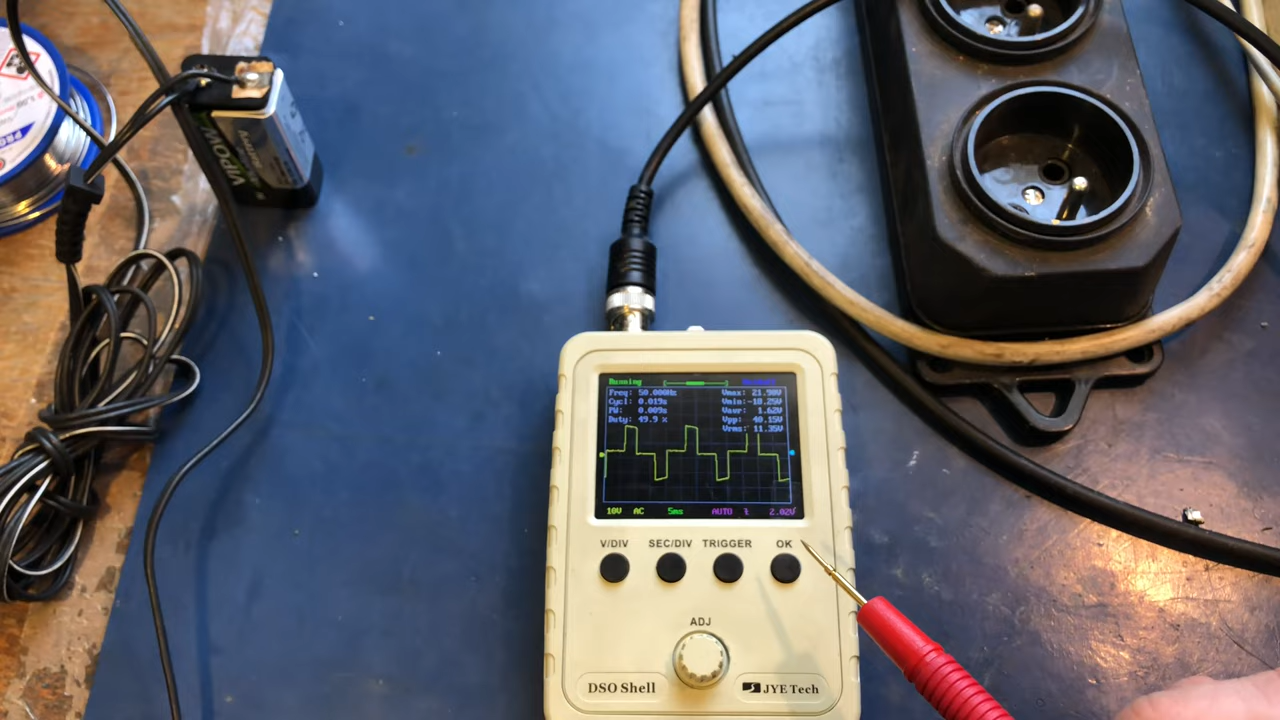 Running
Freq: 50.000Hz
Cycl: 0.019s
PW: 0.009s
Duty: 49.9 %
Vmax: 21.90V
Vmin:-18.25V
Vavr: 1.62V
Vpp: 40.15V
Vrms: 11.35V
10V AC 5ms AUTO 2.02V
V/DIV SEC/DIV TRIGGER OK
ADJ
DSO Shell
JYE Tech
VIPOW